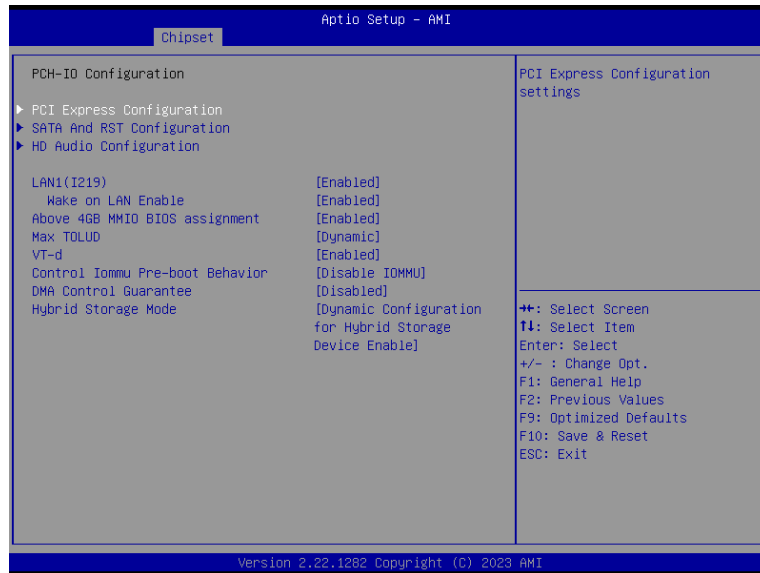 Aptio Setup – AMI
Chipset
PCH-IO Configuration
▶ PCI Express Configuration
▶ SATA And RST Configuration
▶ HD Audio Configuration
LAN1(I219) [Enabled]
Wake on LAN Enable [Enabled]
Above 4GB MMIO BIOS assignment [Enabled]
Max TOLUD [Dynamic]
VT-d [Enabled]
Control Iommu Pre-boot Behavior [Disable IOMMU]
DMA Control Guarantee [Disabled]
Hybrid Storage Mode [Dynamic Configuration
for Hybrid Storage
Device Enable]
PCI Express Configuration
settings
→←: Select Screen
↑↓: Select Item
Enter: Select
+/- : Change Opt.
F1: General Help
F2: Previous Values
F9: Optimized Defaults
F10: Save & Reset
ESC: Exit
Version 2.22.1282 Copyright (C) 2023 AMI